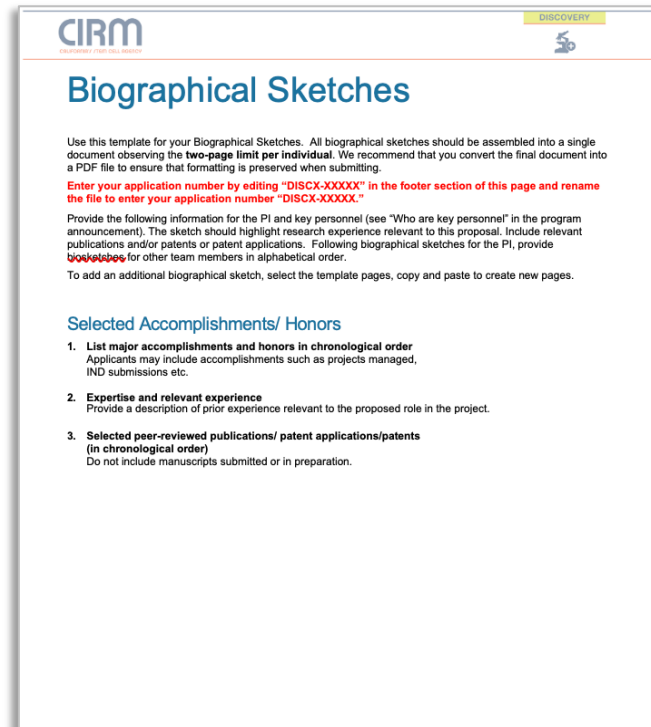 CIRM
CALIFORNIA'S STEM CELL AGENCY
DISCOVERY
Biographical Sketches
Use this template for your Biographical Sketches.  All biographical sketches should be assembled into a single
document observing the two-page limit per individual. We recommend that you convert the final document into
a PDF file to ensure that formatting is preserved when submitting.
Enter your application number by editing “DISCX-XXXXX” in the footer section of this page and rename
the file to enter your application number “DISCX-XXXXX.”
Provide the following information for the PI and key personnel (see “Who are key personnel” in the program
announcement). The sketch should highlight research experience relevant to this proposal. Include relevant
publications and/or patents or patent applications.  Following biographical sketches for the PI, provide
biosketches for other team members in alphabetical order.
To add an additional biographical sketch, select the template pages, copy and paste to create new pages.
Selected Accomplishments/ Honors
1. List major accomplishments and honors in chronological order
Applicants may include accomplishments such as projects managed,
IND submissions etc.
2. Expertise and relevant experience
Provide a description of prior experience relevant to the proposed role in the project.
3. Selected peer-reviewed publications/ patent applications/patents
(in chronological order)
Do not include manuscripts submitted or in preparation.